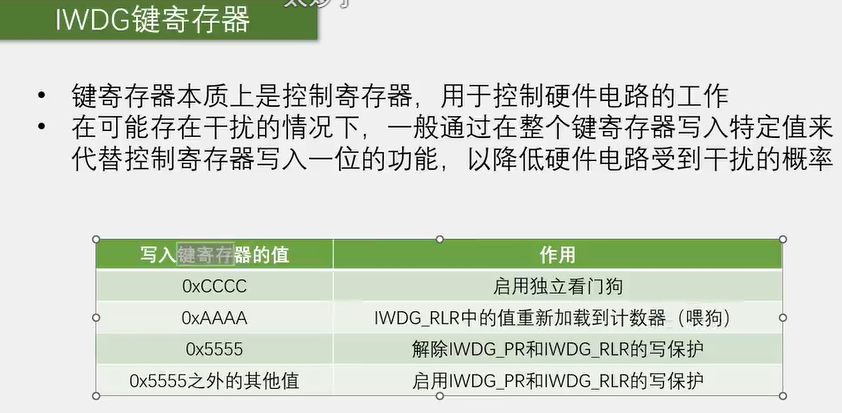 IWDG键寄存器
• 键寄存器本质上是控制寄存器，用于控制硬件电路的工作
• 在可能存在干扰的情况下，一般通过在整个键寄存器写入特定值来
代替控制寄存器写入一位的功能，以降低硬件电路受到干扰的概率
写入键寄存器的值 作用
0xCCCC 启用独立看门狗
0xAAAA IWDG_RLR中的值重新加载到计数器（喂狗）
0x5555 解除IWDG_PR和IWDG_RLR的写保护
0x5555之外的其他值 启用IWDG_PR和IWDG_RLR的写保护